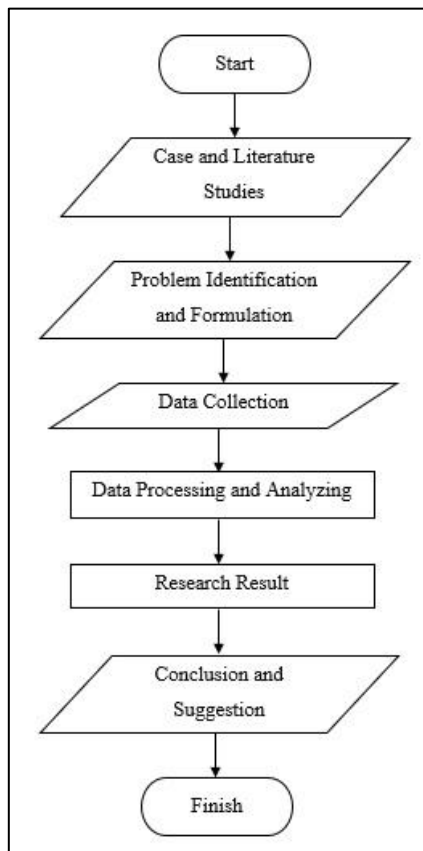 Start
Case and Literature
Studies
Problem Identification
and Formulation
Data Collection
Data Processing and Analyzing
Research Result
Conclusion and
Suggestion
Finish